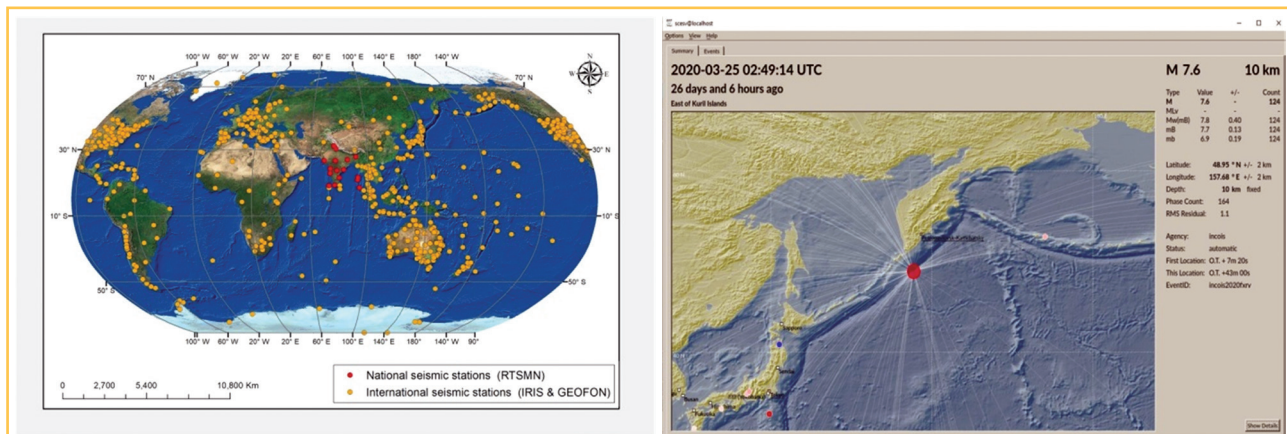 100° W 60° W 20° W 20° E 60° E 100° E 140° E 180° 140° W 100° W
70° N
70° N
N
W
E
S
30° N
30° N
10° S
10° S
50° S
50° S
100° W 60° W 20° W 20° E 60° E 100° E 140° E 180° 140° W 90°
National seismic stations (RTSMN)
International seismic stations (IRIS & GEOFON)
0 2,700 5,400 10,800 Km
scesv@localhost
Options View Help
Summary Events
2020-03-25 02:49:14 UTC
26 days and 6 hours ago
East of Kuril Islands
M 7.6 10 km
Type Value +/- Count
M 7.6 - 124
MLv - - -
Mw(mB) 7.8 0.40 124
mB 7.7 0.13 124
mb 6.9 0.19 124
Latitude: 48.95 °N +/- 2 km
Longitude: 157.68 °E +/- 2 km
Depth: 10 km fixed
Phase Count: 164
RMS Residual: 1.1
Agency: incois
Status: automatic
First Location: O.T. + 7m 20s
This Location: O.T. +43m 00s
EventID: incois2020fxrv
Show Details